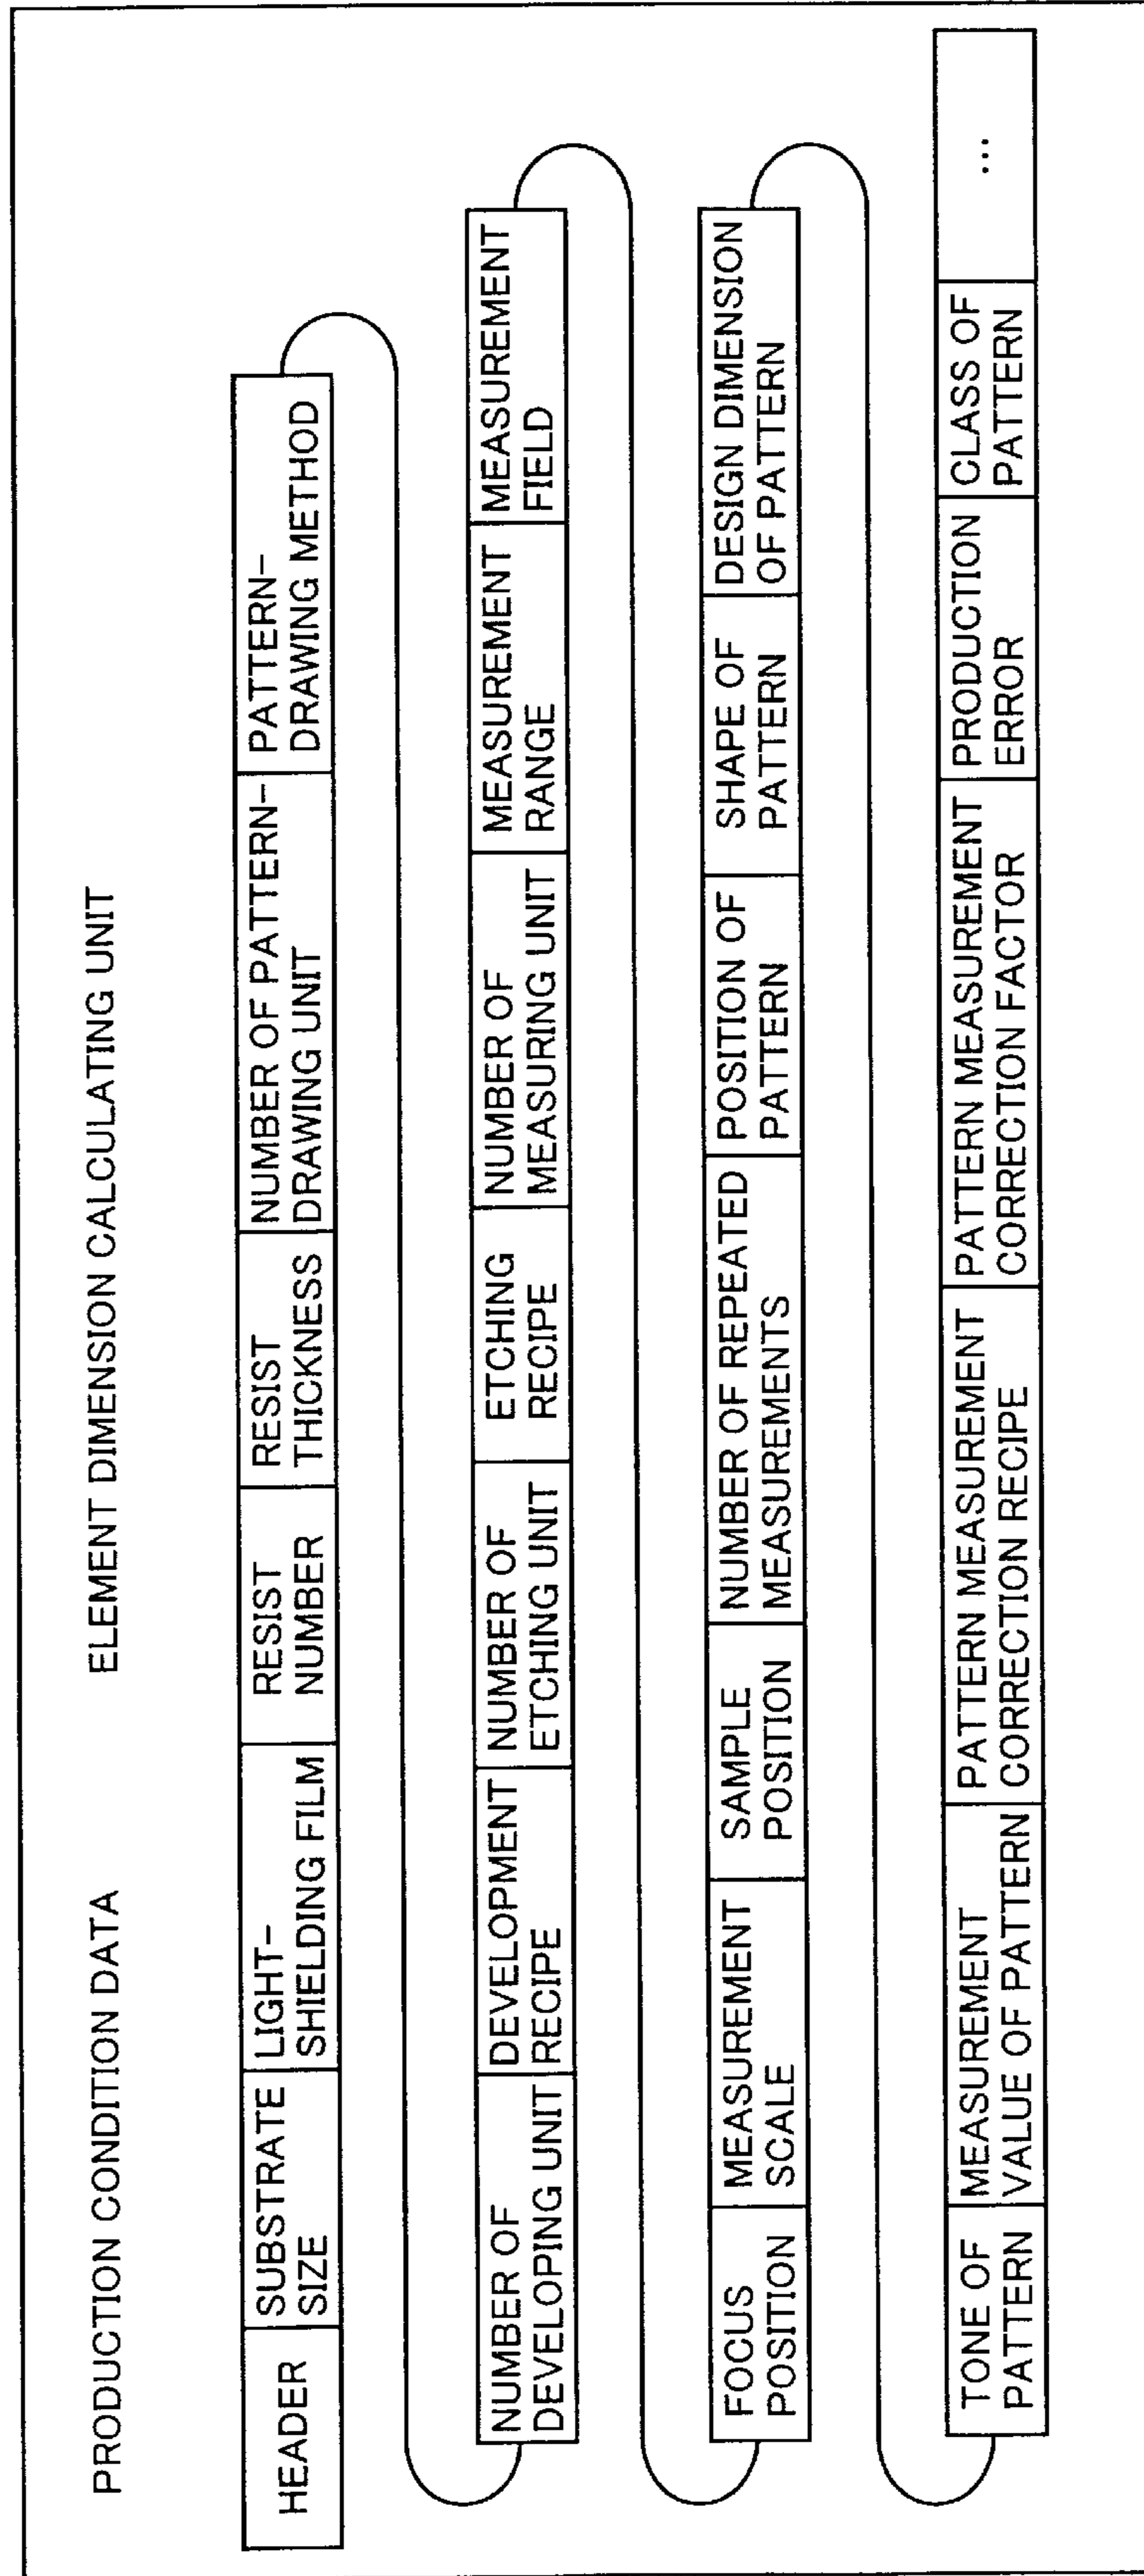 PRODUCTION CONDITION DATA
ELEMENT DIMENSION CALCULATING UNIT
HEADER
SUBSTRATE
SIZE
LIGHT-
SHIELDING FILM
RESIST
NUMBER
RESIST
THICKNESS
NUMBER OF PATTERN-
DRAWING UNIT
PATTERN-
DRAWING METHOD
NUMBER OF
DEVELOPING UNIT
DEVELOPMENT
RECIPE
NUMBER OF
ETCHING UNIT
ETCHING
RECIPE
NUMBER OF
MEASURING UNIT
MEASUREMENT
RANGE
MEASUREMENT
FIELD
FOCUS
POSITION
MEASUREMENT
SCALE
SAMPLE
POSITION
NUMBER OF REPEATED
MEASUREMENTS
POSITION OF
PATTERN
SHAPE OF
PATTERN
DESIGN DIMENSION
OF PATTERN
TONE OF
PATTERN
MEASUREMENT
VALUE OF PATTERN
PATTERN MEASUREMENT
CORRECTION RECIPE
PATTERN MEASUREMENT
CORRECTION FACTOR
PRODUCTION
ERROR
CLASS OF
PATTERN
...